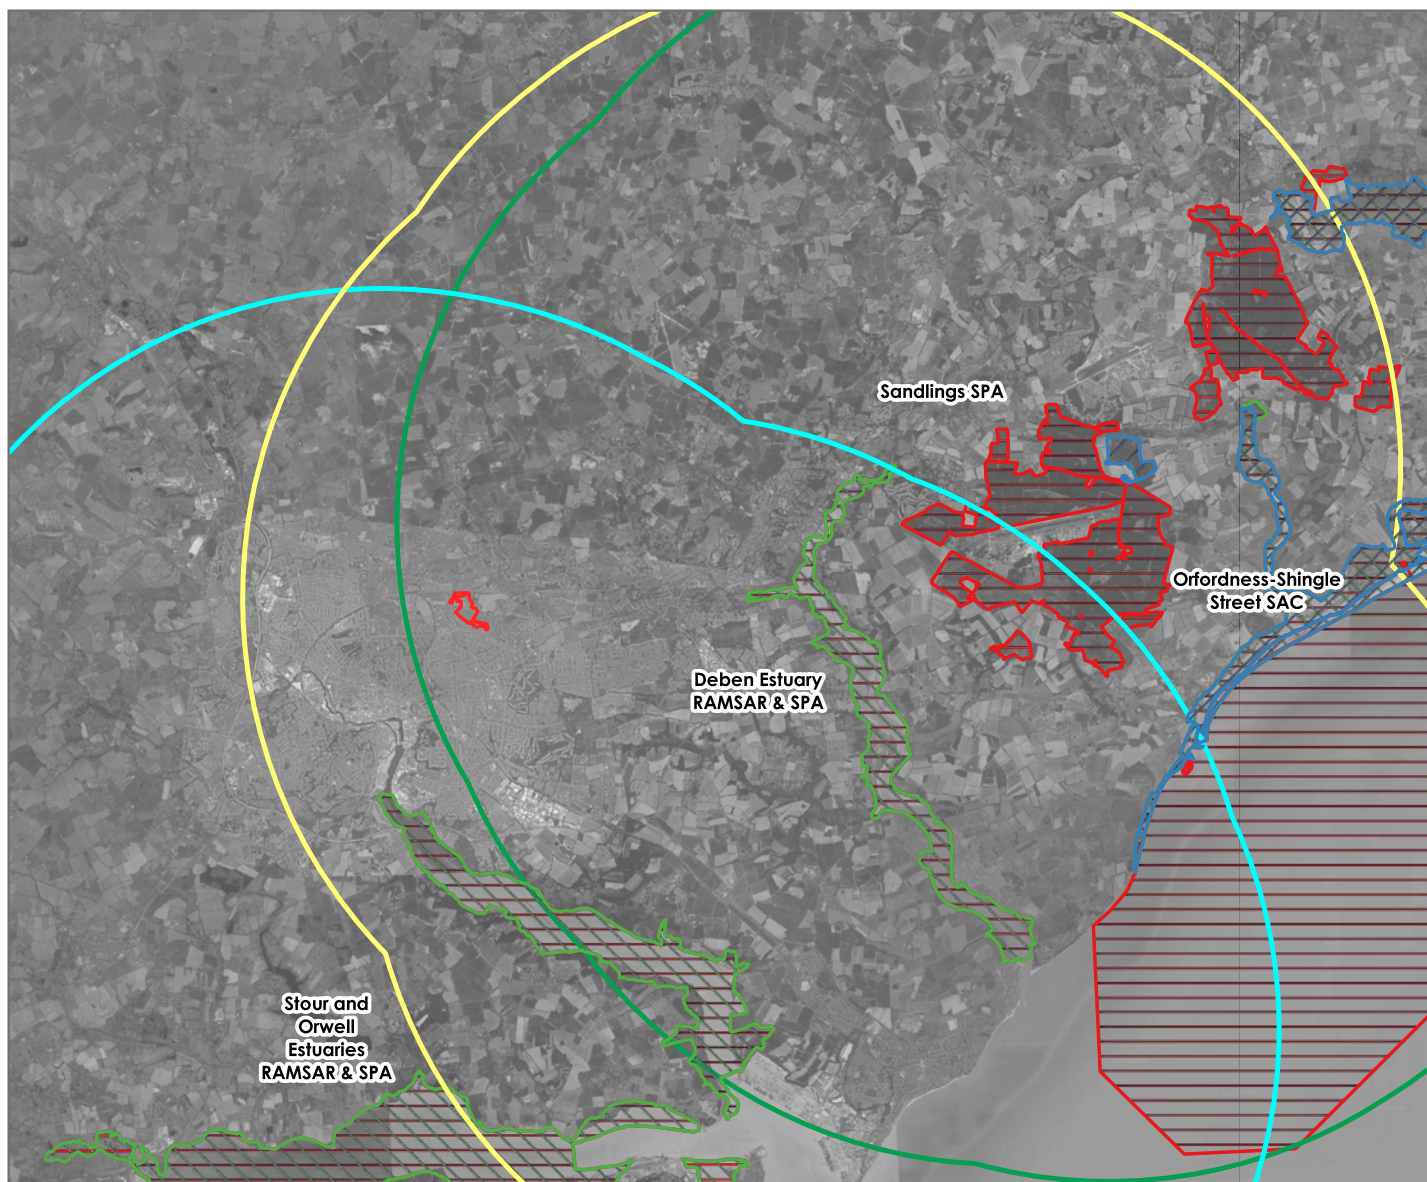 Sandlings SPA
Orfordness-Shingle
Street SAC
Deben Estuary
RAMSAR & SPA
Stour and
Orwell
Estuaries
RAMSAR & SPA